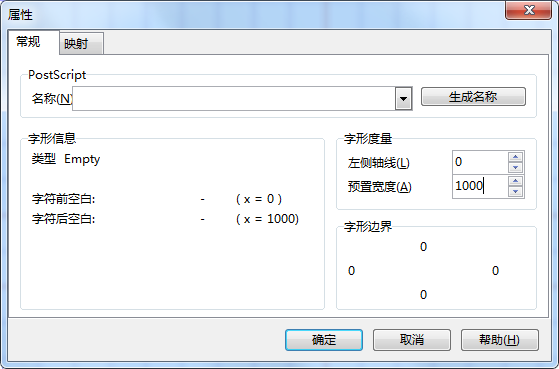 属性
常规 映射
PostScript
名称(N)
生成名称
字形信息
类型 Empty
字符前空白: - ( x = 0 )
字符后空白: - ( x = 1000)
字形度量
左侧轴线(L) 0
预置宽度(A) 1000
字形边界
0
0 0
0
确定 取消 帮助(H)